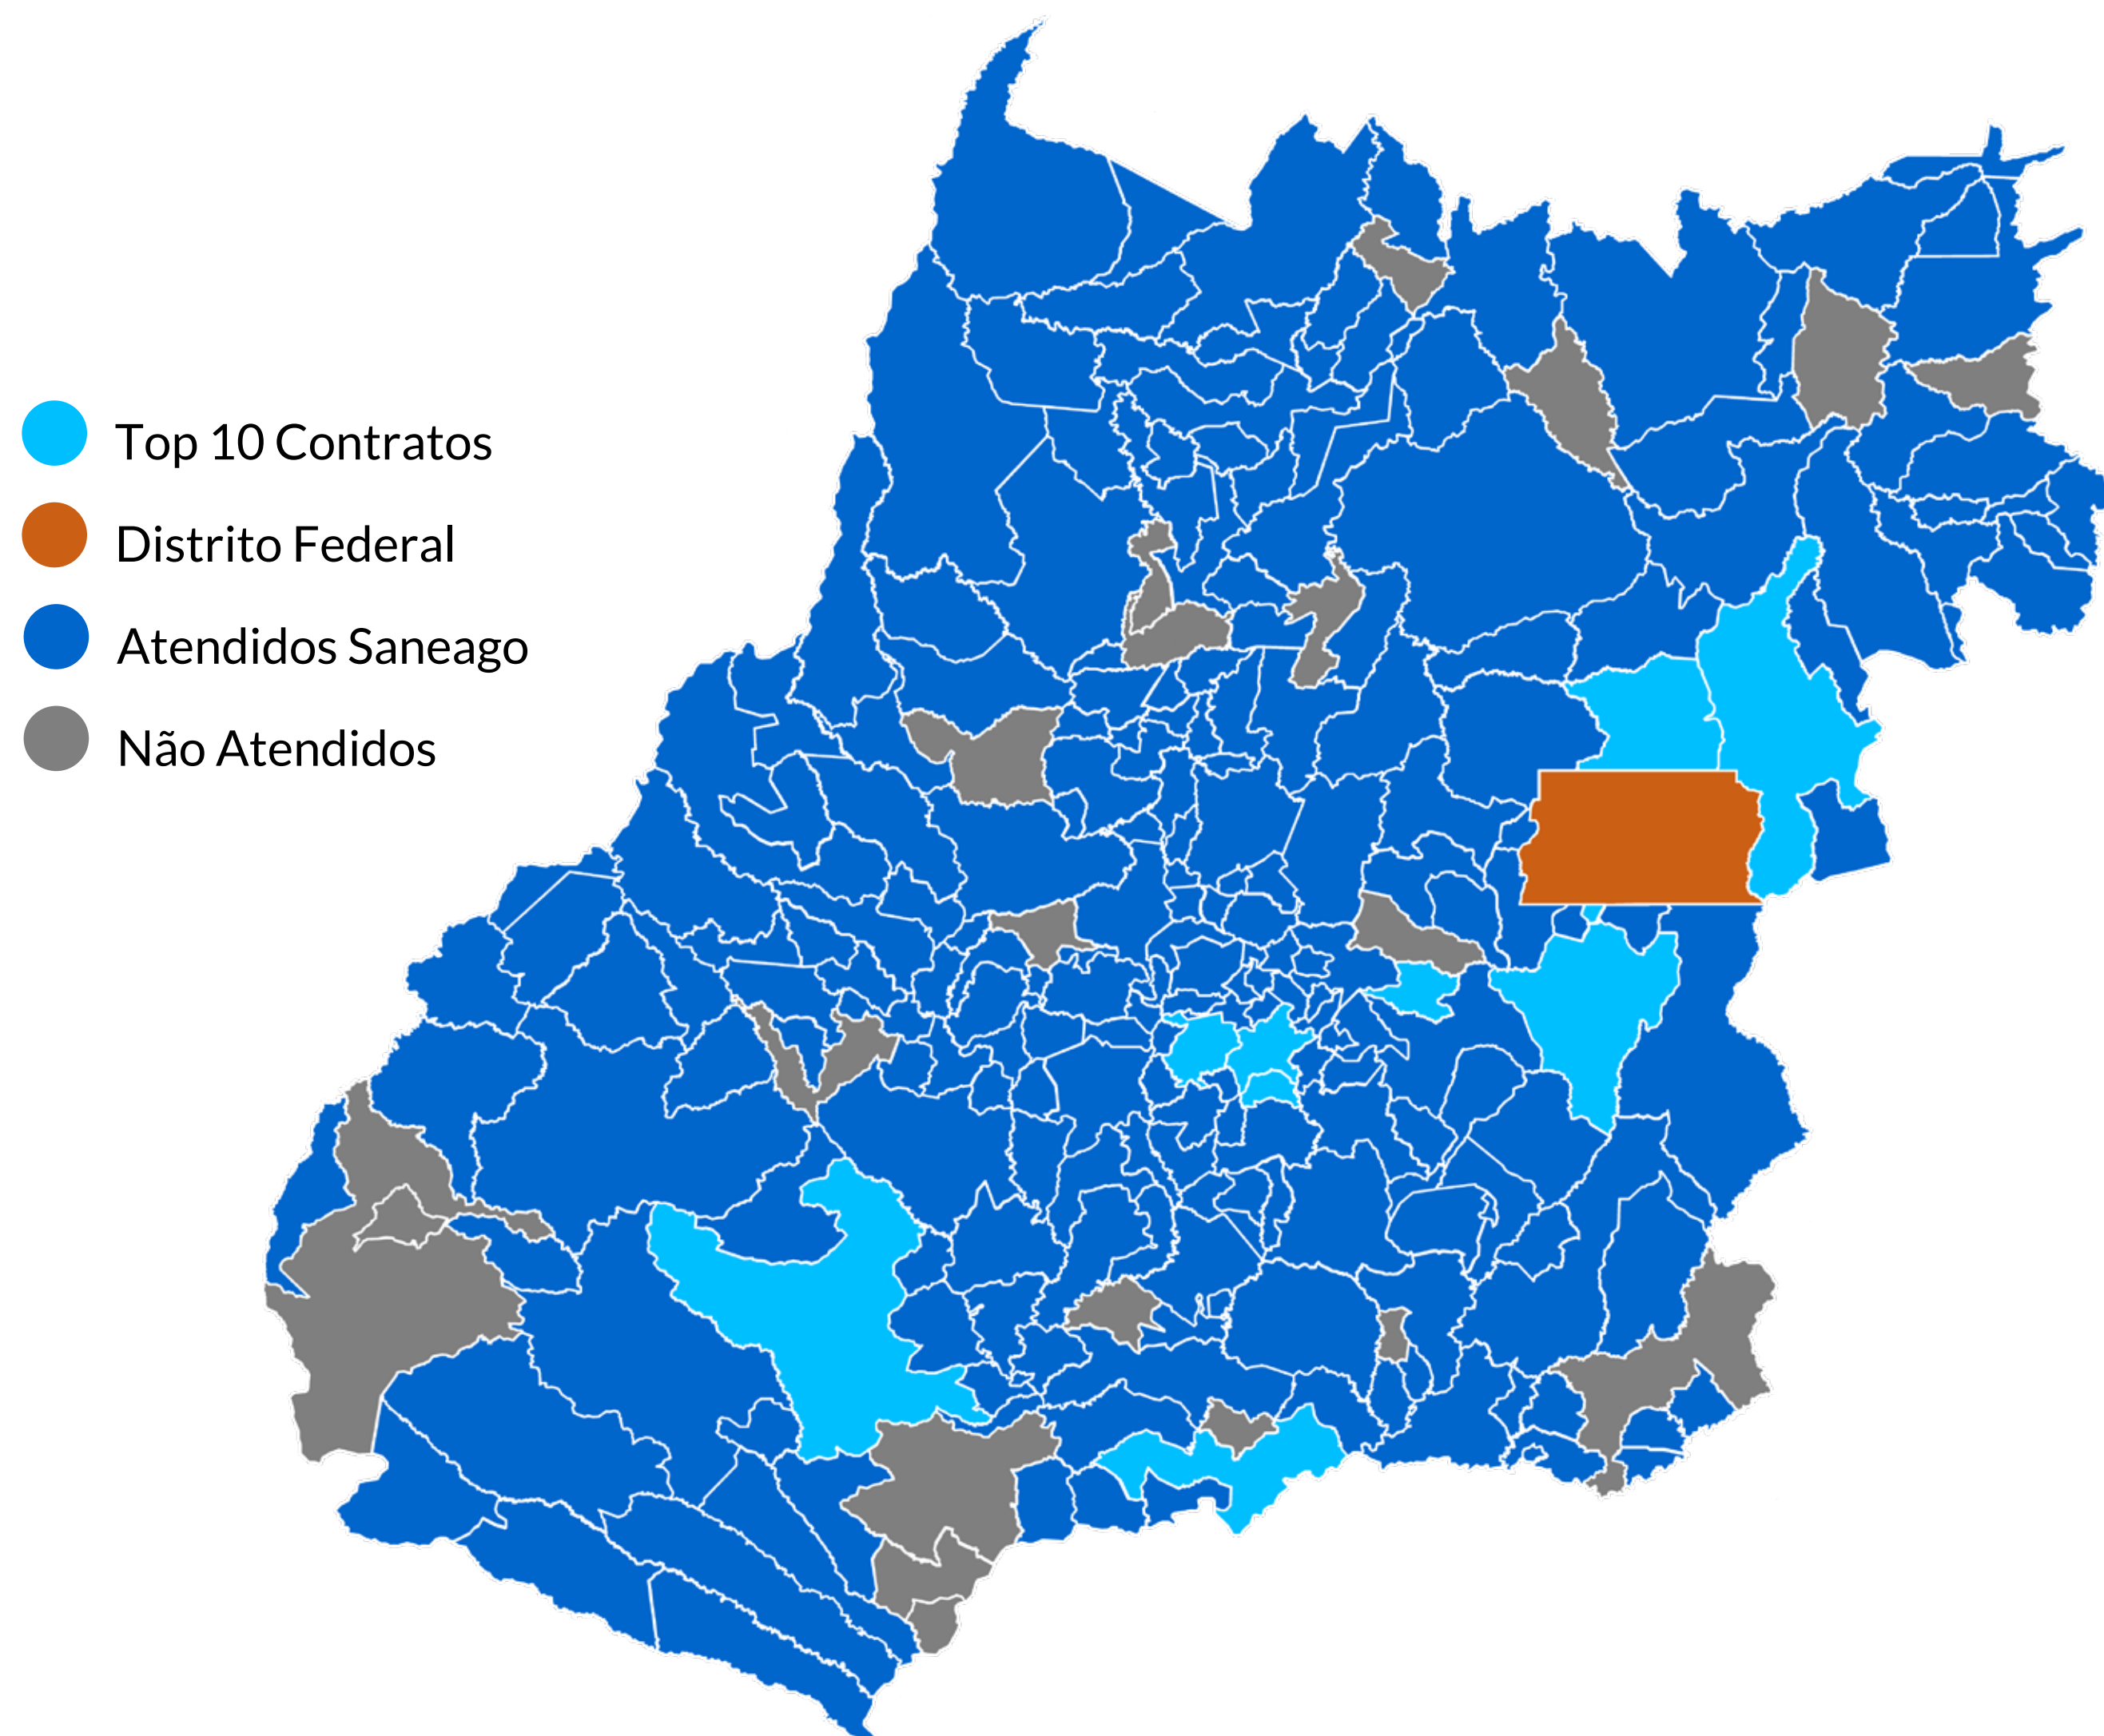 Top 10 Contratos
Distrito Federal
Atendidos Saneago
Não Atendidos